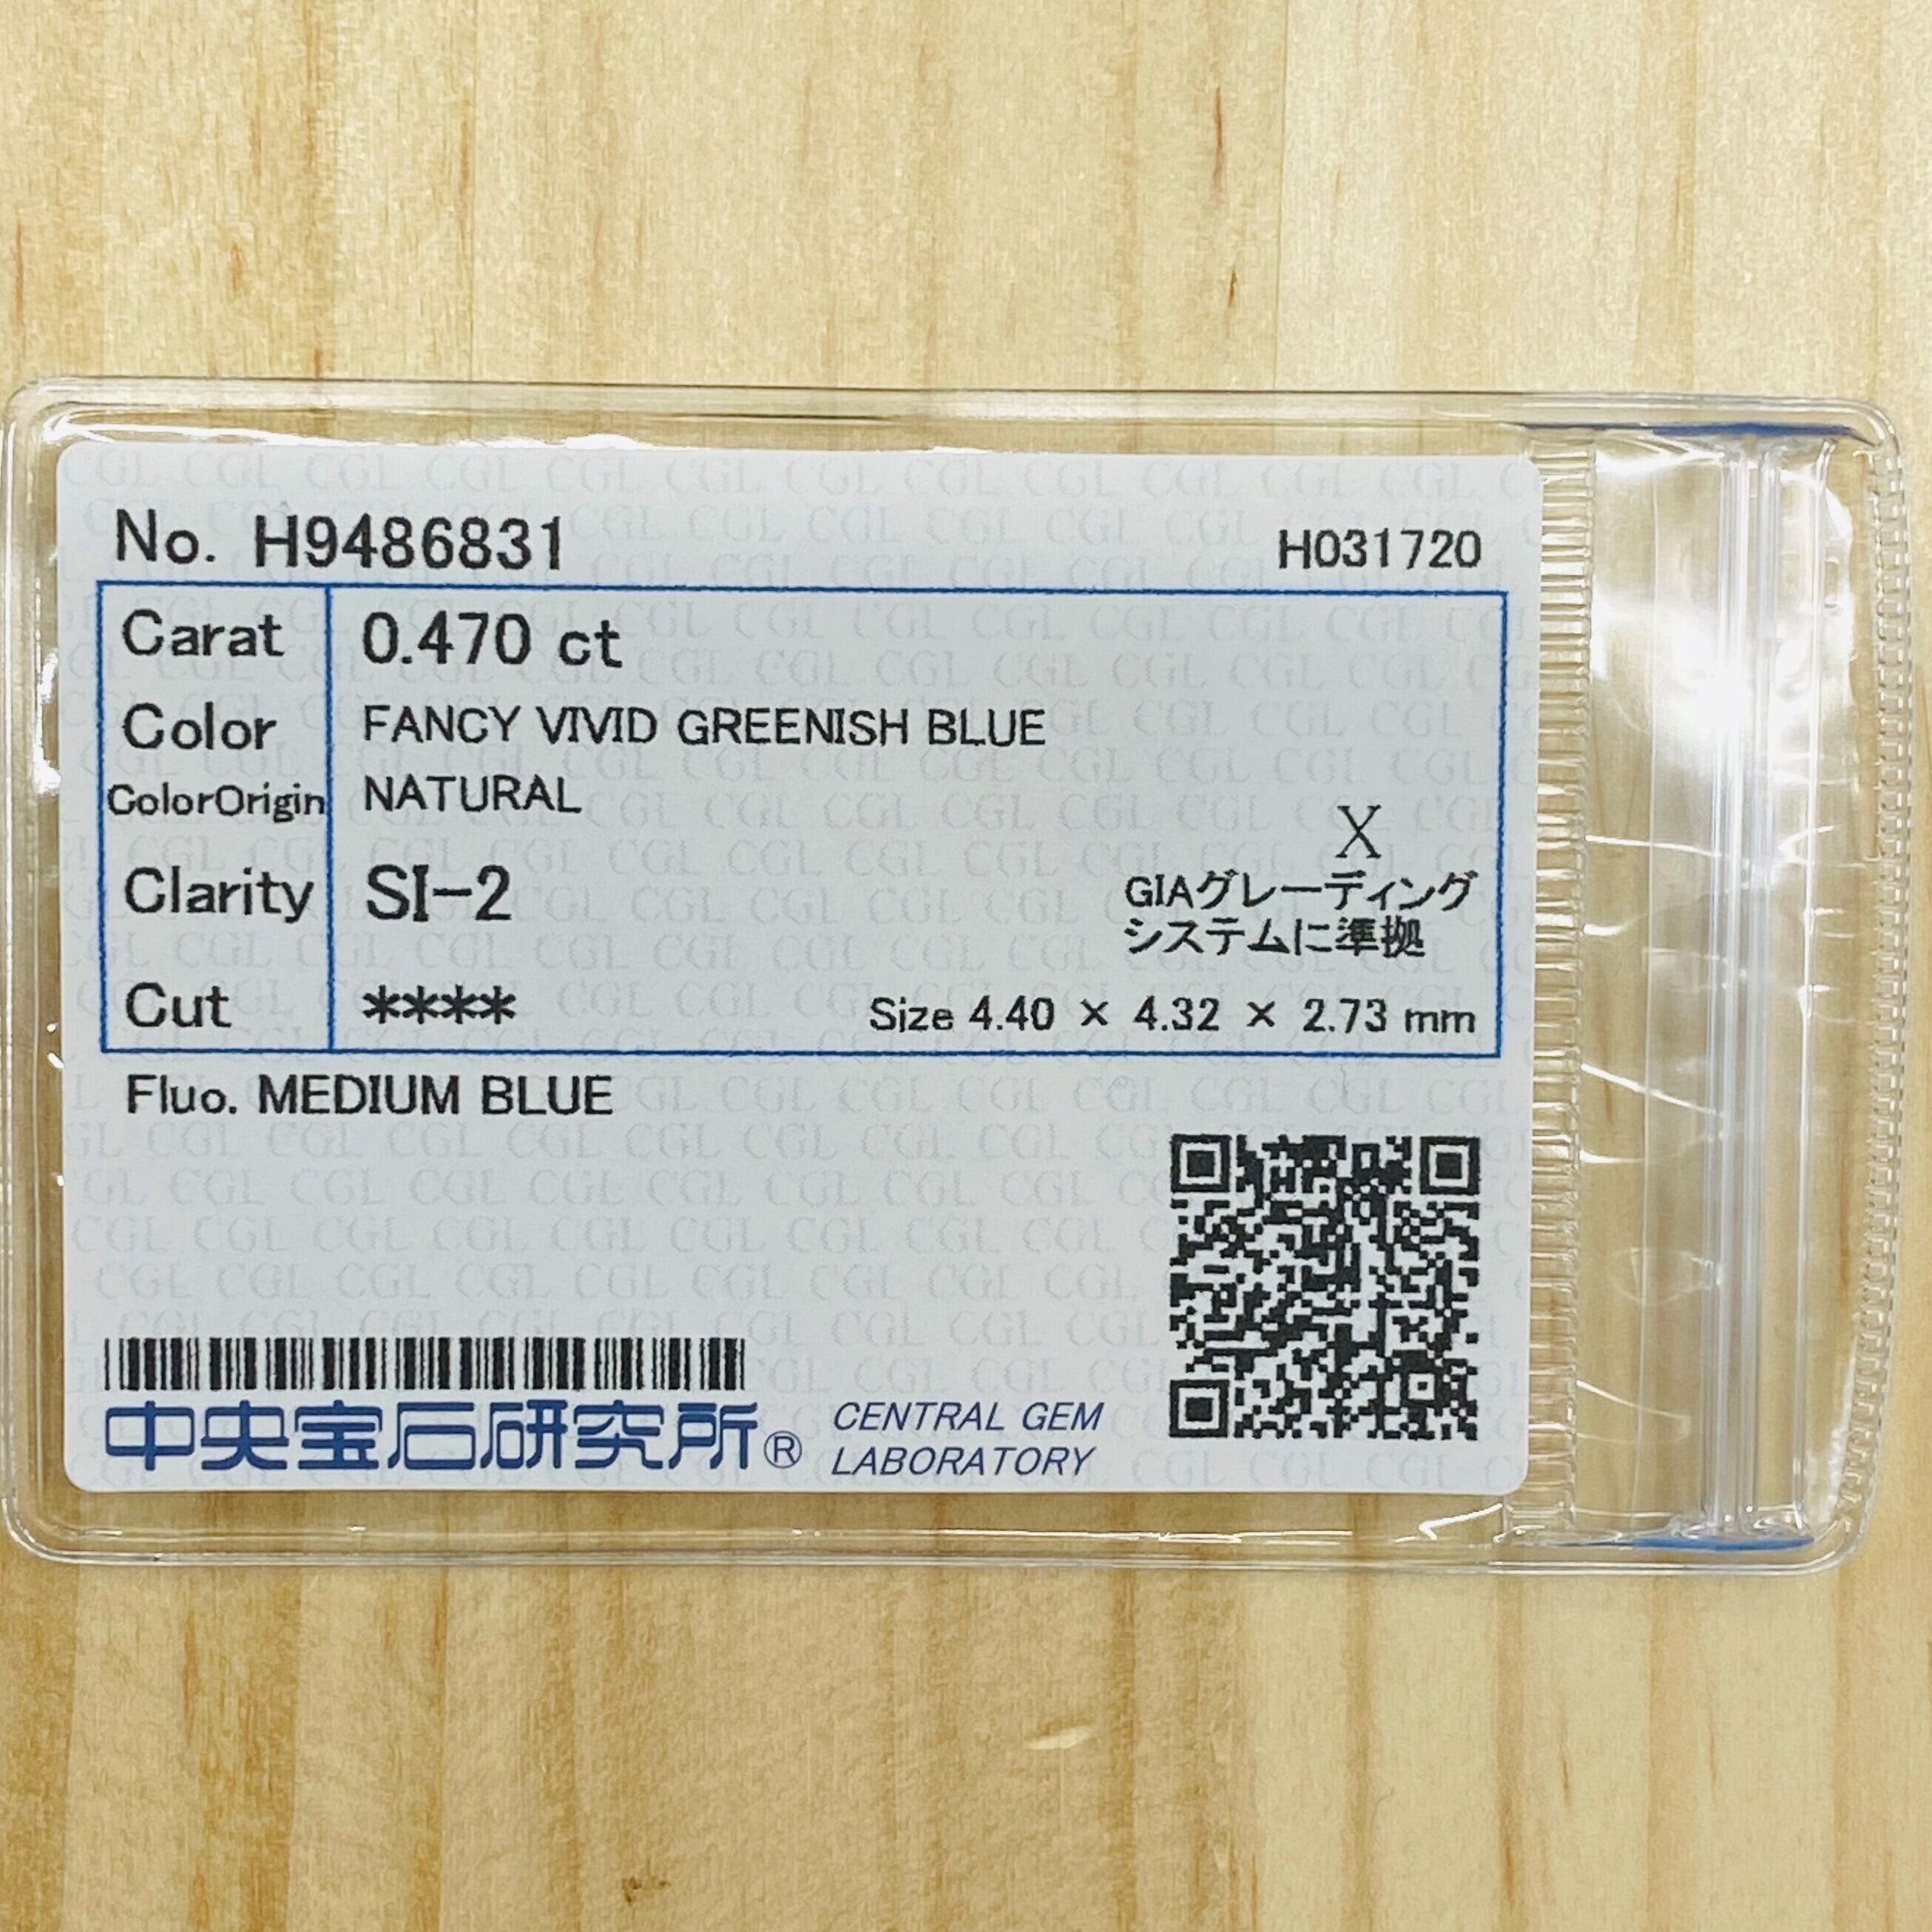 No. H9486831
H031720
Carat 0.470 ct
Color FANCY VIVID GREENISH BLUE
ColorOrigin NATURAL
X
Clarity SI-2
GIAグレーディング
システムに準拠
Cut ****
Size 4.40 × 4.32 × 2.73 mm
Fluo. MEDIUM BLUE
中央宝石研究所®
CENTRAL GEM
LABORATORY